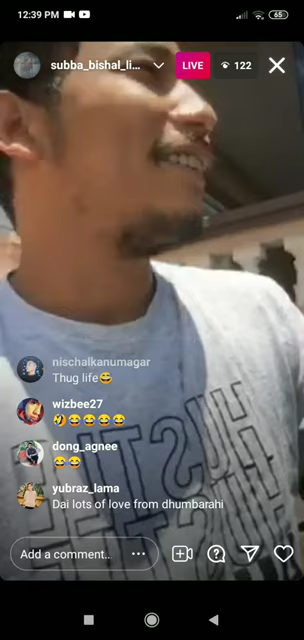 12:39 PM
65
subba_bishal_li...
LIVE
122
nischalkanumagar
Thug life😅
wizbee27
🤣😂😂😂😂
dong_agnee
😂😂
yubraz_lama
Dai lots of love from dhumbarahi
HUSTLE
Add a comment...